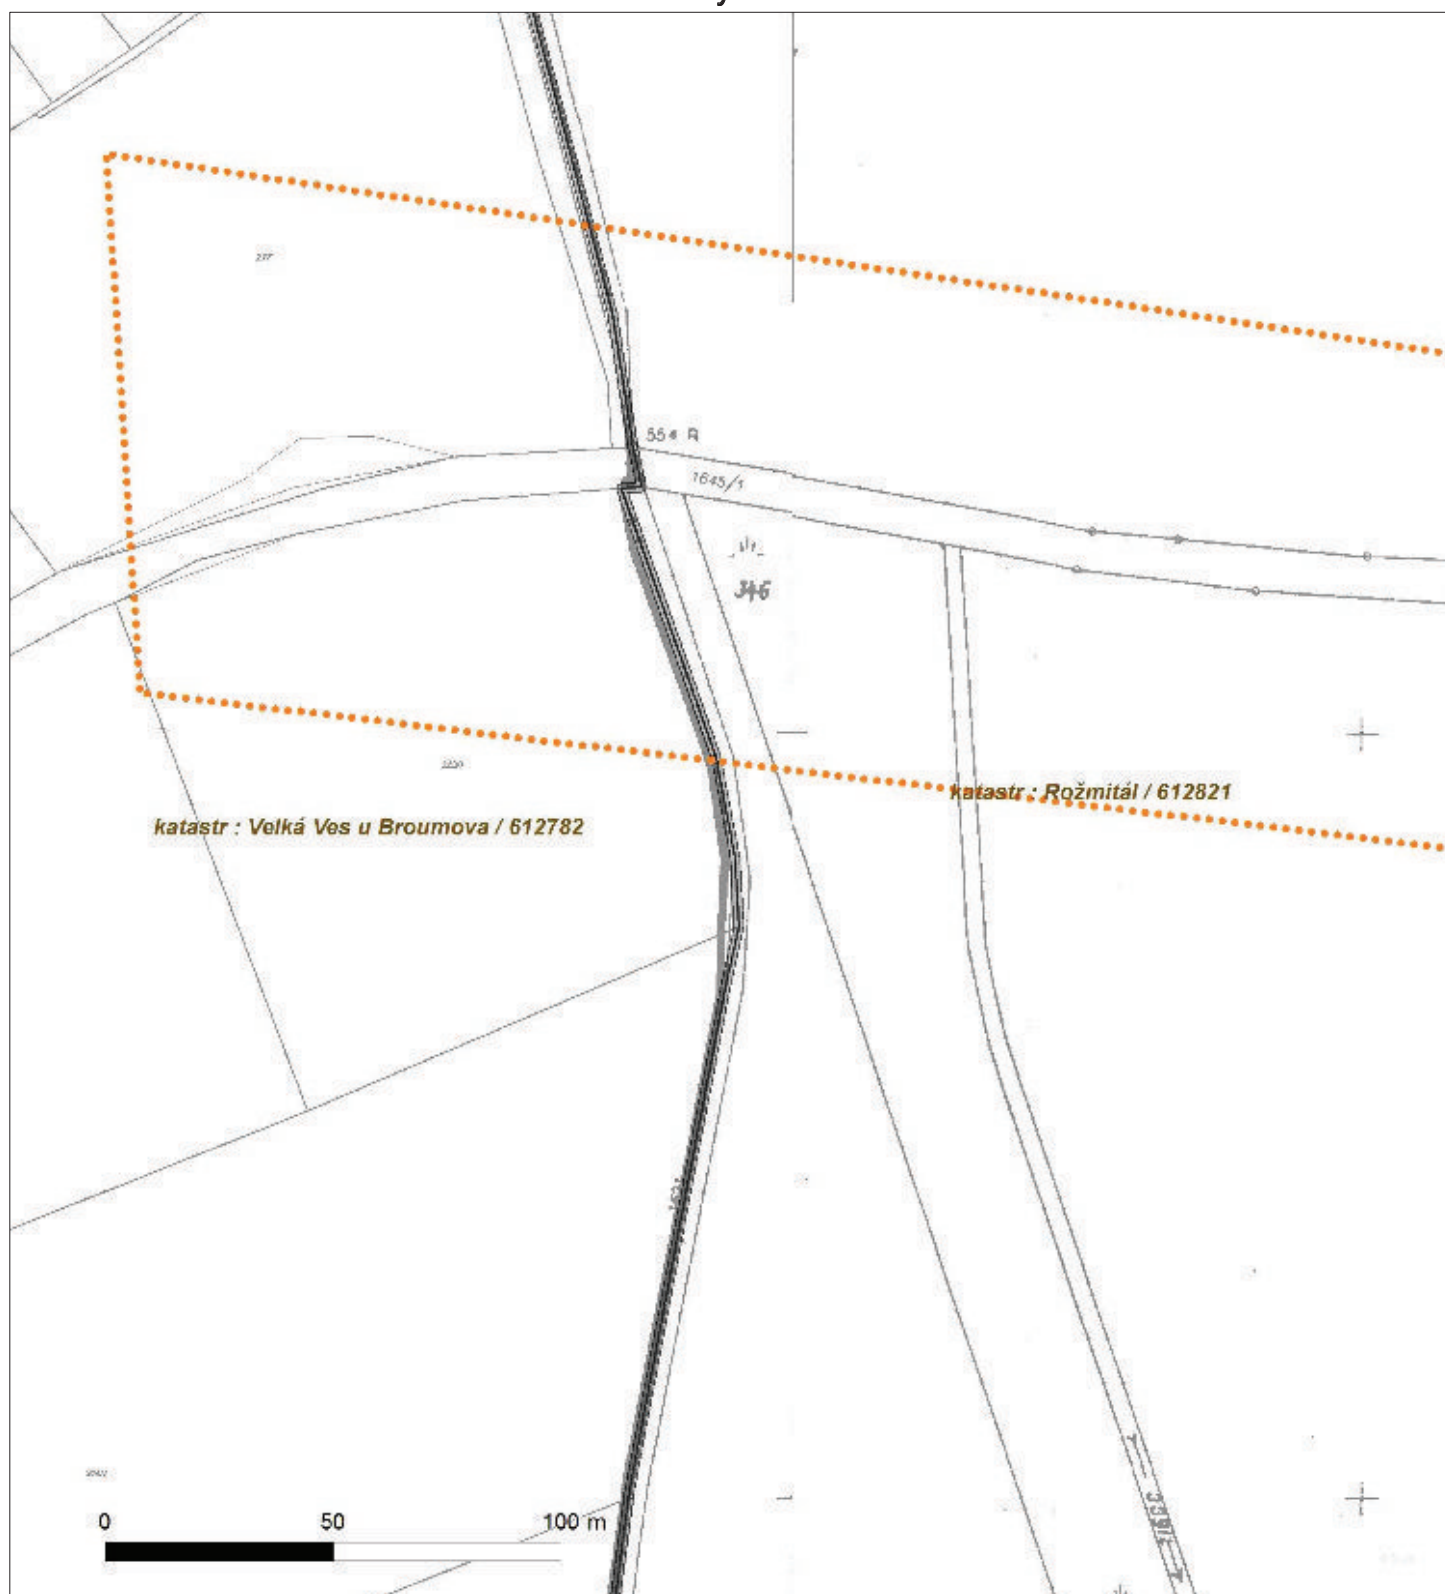 554 R
1645/1
346
katastr : Rožmitál / 612821
katastr : Velká Ves u Broumova / 612782
0 50 100 m